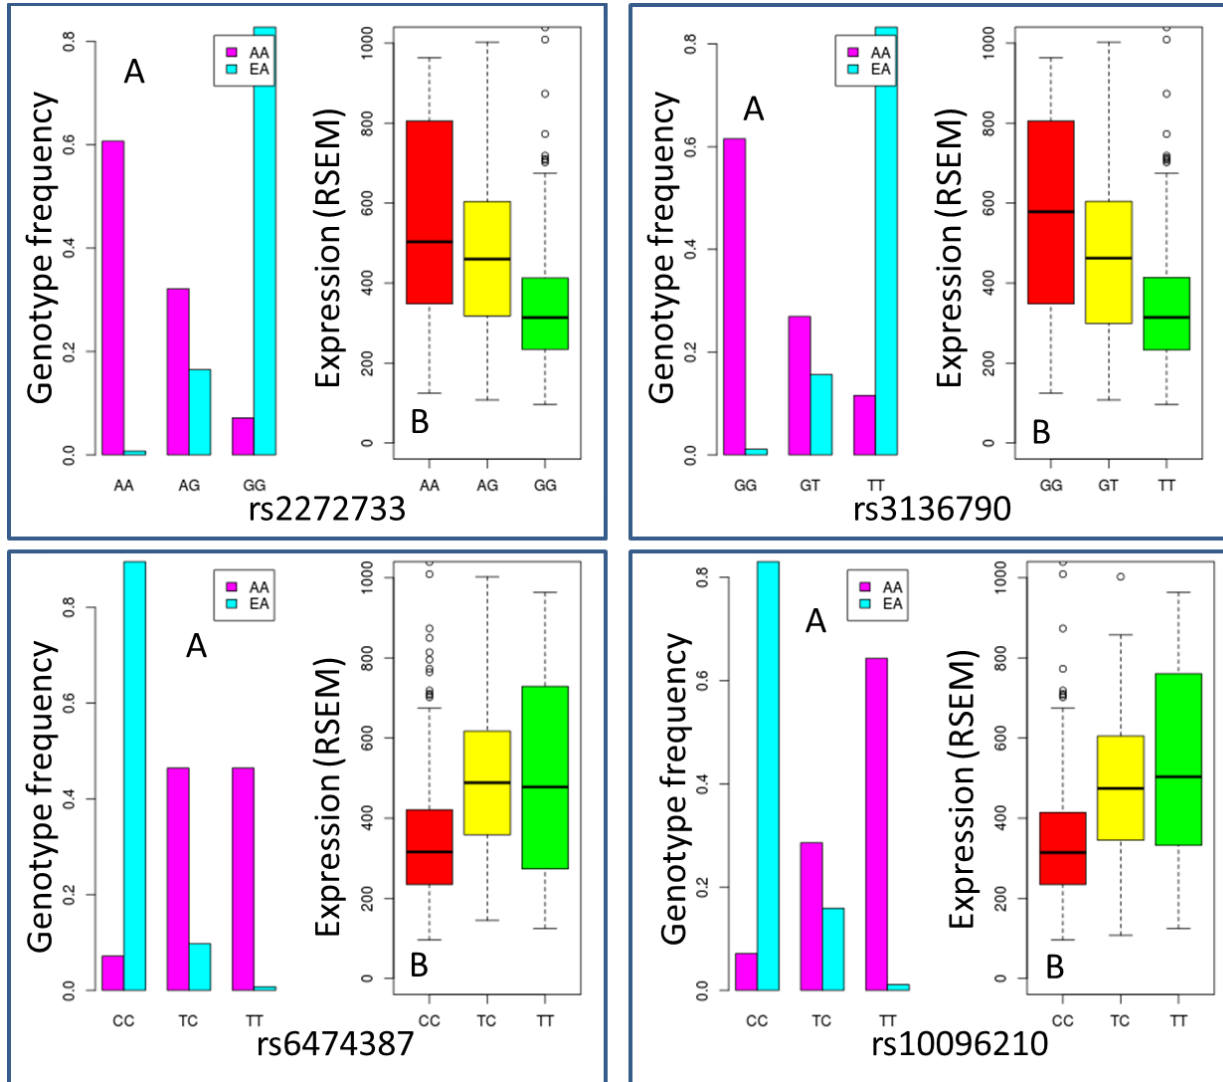 Genotype frequency
0.0
0.2
0.4
0.6
0.8
A
AA
EA
AA
AG
GG
Expression (RSEM)
0
200
400
600
800
1000
B
AA
AG
GG
rs2272733
Genotype frequency
0.0
0.2
0.4
0.6
0.8
A
AA
EA
GG
GT
TT
Expression (RSEM)
0
200
400
600
800
1000
B
GG
GT
TT
rs3136790
Genotype frequency
0.0
0.2
0.4
0.6
0.8
A
AA
EA
CC
TC
TT
Expression (RSEM)
0
200
400
600
800
1000
B
CC
TC
TT
rs6474387
Genotype frequency
0.0
0.2
0.4
0.6
0.8
A
AA
EA
CC
TC
TT
Expression (RSEM)
0
200
400
600
800
1000
B
CC
TC
TT
rs10096210